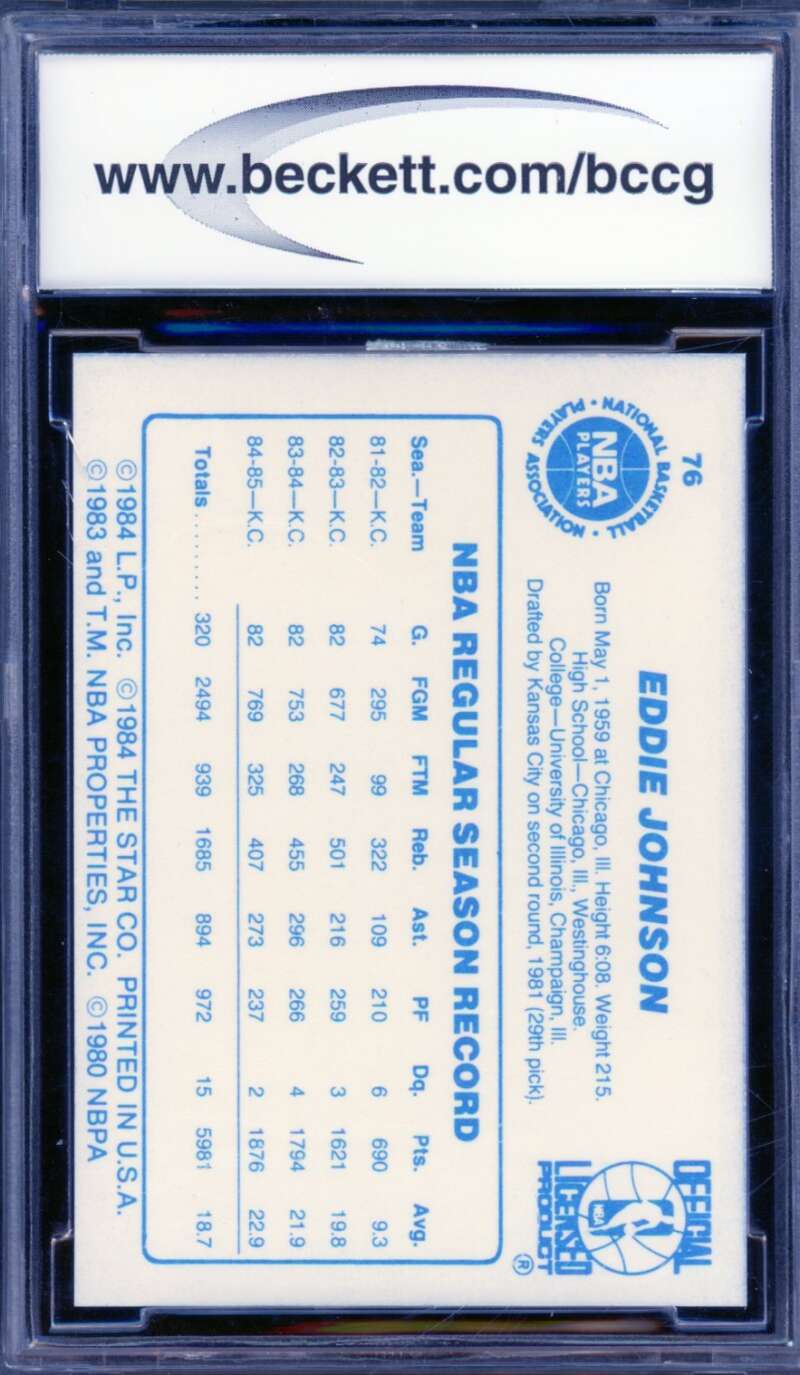 www.beckett.com/bccg
76
NATIONAL BASKETBALL
PLAYERS ASSOCIATION
NBA
PLAYERS
EDDIE JOHNSON
Born May 1, 1959 at Chicago, Ill. Height 6:08. Weight 215.
High School—Chicago, Ill., Westinghouse.
College—University of Illinois, Champaign, Ill.
Drafted by Kansas City on second round, 1981 (29th pick).
OFFICIAL
NBA
LICENSED
PRODUCT
®
NBA REGULAR SEASON RECORD
Sea.—Team G. FGM FTM Reb. Ast. PF Dq. Pts. Avg.
81-82—K.C. 74 295 99 322 109 210 6 690 9.3
82-83—K.C. 82 677 247 501 216 259 3 1621 19.8
83-84—K.C. 82 753 268 455 296 266 4 1794 21.9
84-85—K.C. 82 769 325 407 273 237 2 1876 22.9
Totals ......... 320 2494 939 1685 894 972 15 5981 18.7
©1984 L.P., Inc. ©1984 THE STAR CO. PRINTED IN U.S.A.
©1983 and T.M. NBA PROPERTIES, INC. ©1980 NBPA